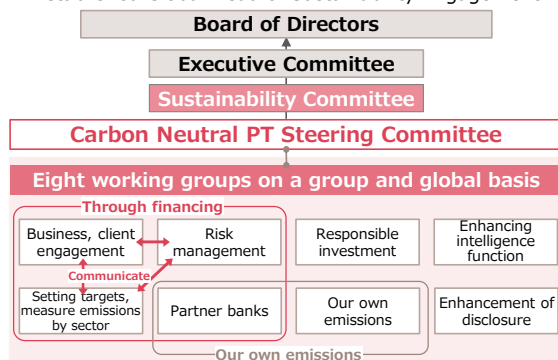 Board of Directors
Executive Committee
Sustainability Committee
Carbon Neutral PT Steering Committee
Eight working groups on a group and global basis
Through financing
Business, client
engagement
Risk
management
Responsible
investment
Enhancing
intelligence
function
Communicate
Setting targets,
measure emissions
by sector
Partner banks
Our own
emissions
Enhancement of
disclosure
Our own emissions